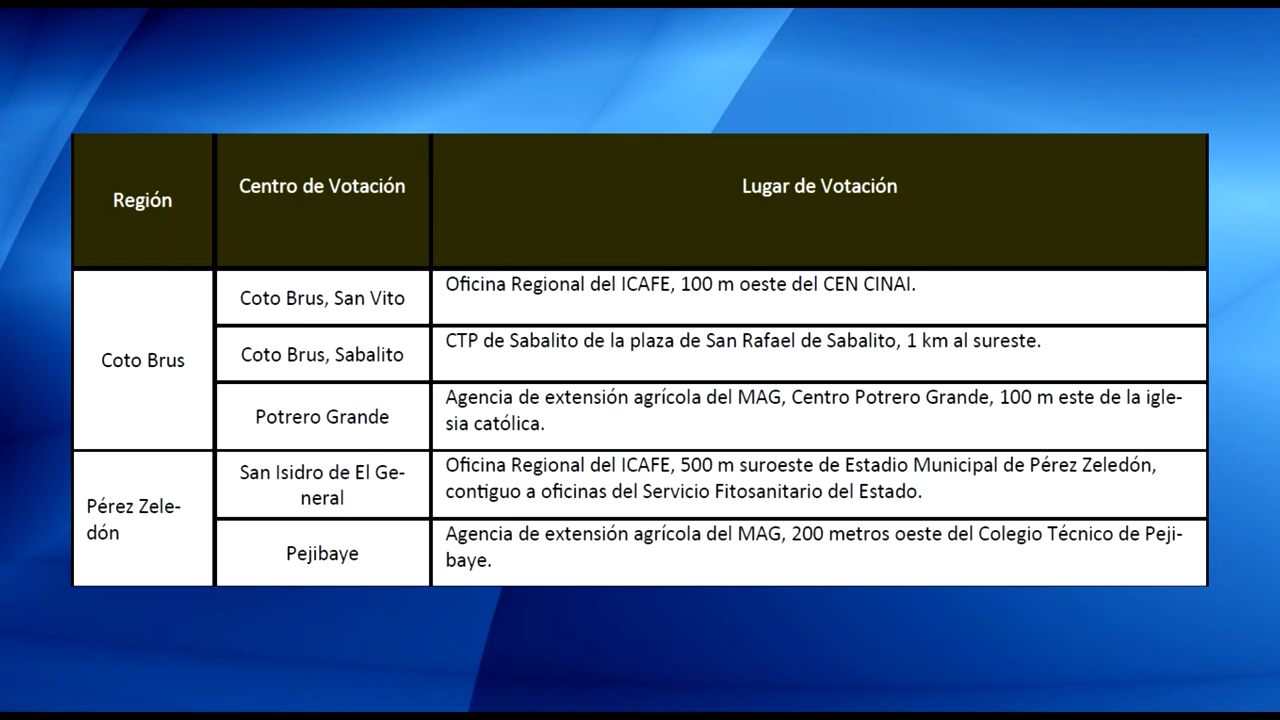 Región
Centro de Votación
Lugar de Votación
Coto Brus
Coto Brus, San Vito
Oficina Regional del ICAFE, 100 m oeste del CEN CINAI.
Coto Brus, Sabalito
CTP de Sabalito de la plaza de San Rafael de Sabalito, 1 km al sureste.
Potrero Grande
Agencia de extensión agrícola del MAG, Centro Potrero Grande, 100 m este de la igle-
sia católica.
Pérez Zele-
dón
San Isidro de El Ge-
neral
Oficina Regional del ICAFE, 500 m suroeste de Estadio Municipal de Pérez Zeledón,
contiguo a oficinas del Servicio Fitosanitario del Estado.
Pejibaye
Agencia de extensión agrícola del MAG, 200 metros oeste del Colegio Técnico de Peji-
baye.